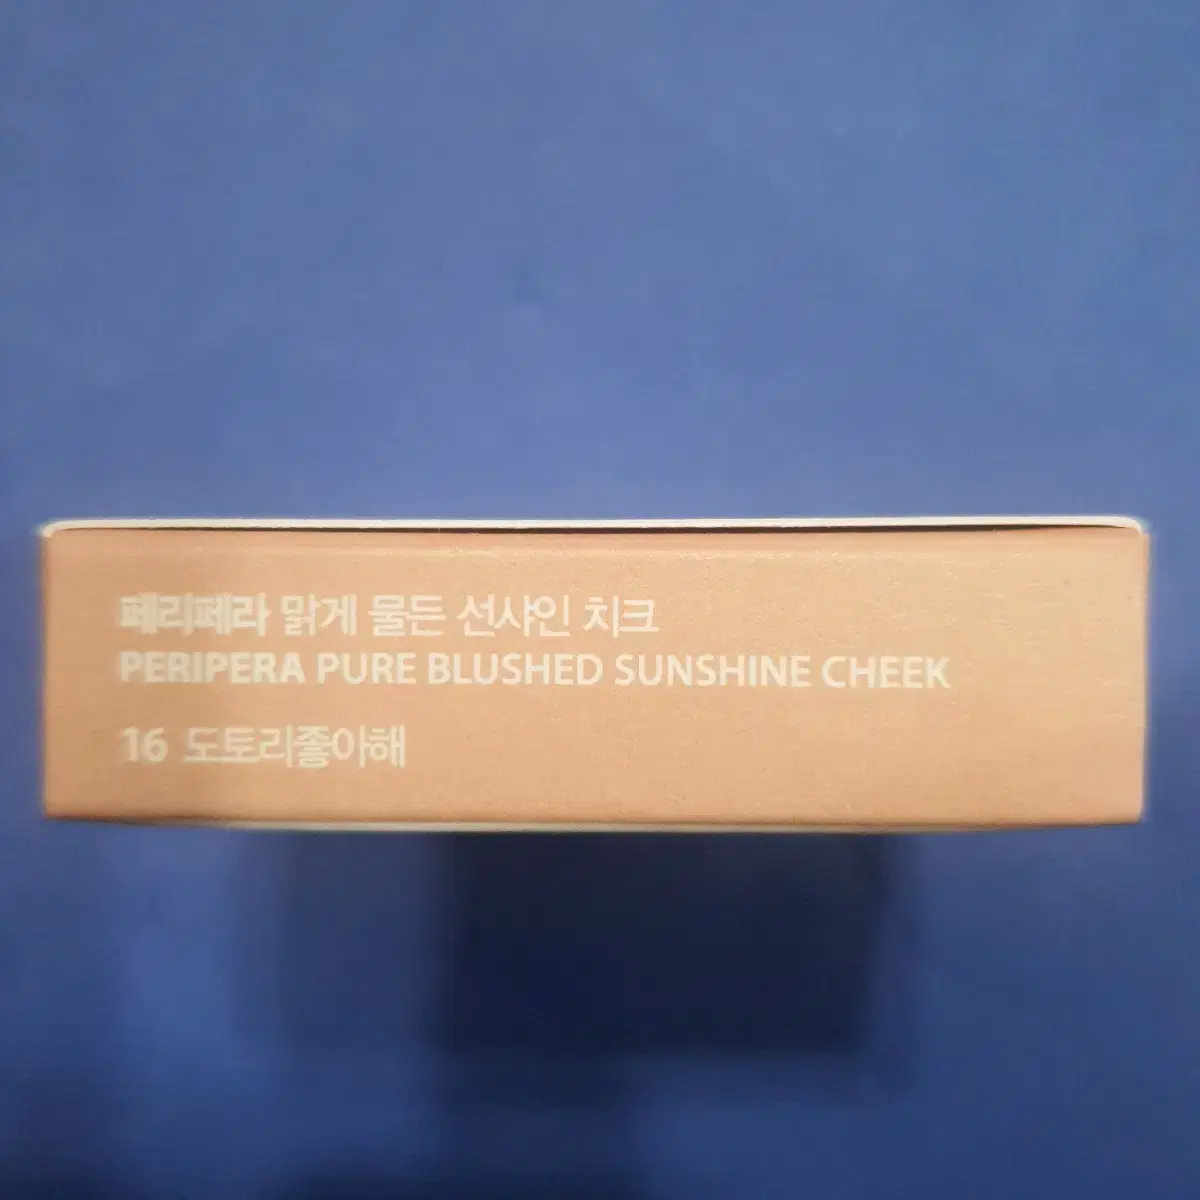 페리페라 맑게 물든 선샤인 치크
PERIPERA PURE BLUSHED SUNSHINE CHEEK
16 도토리좋아해